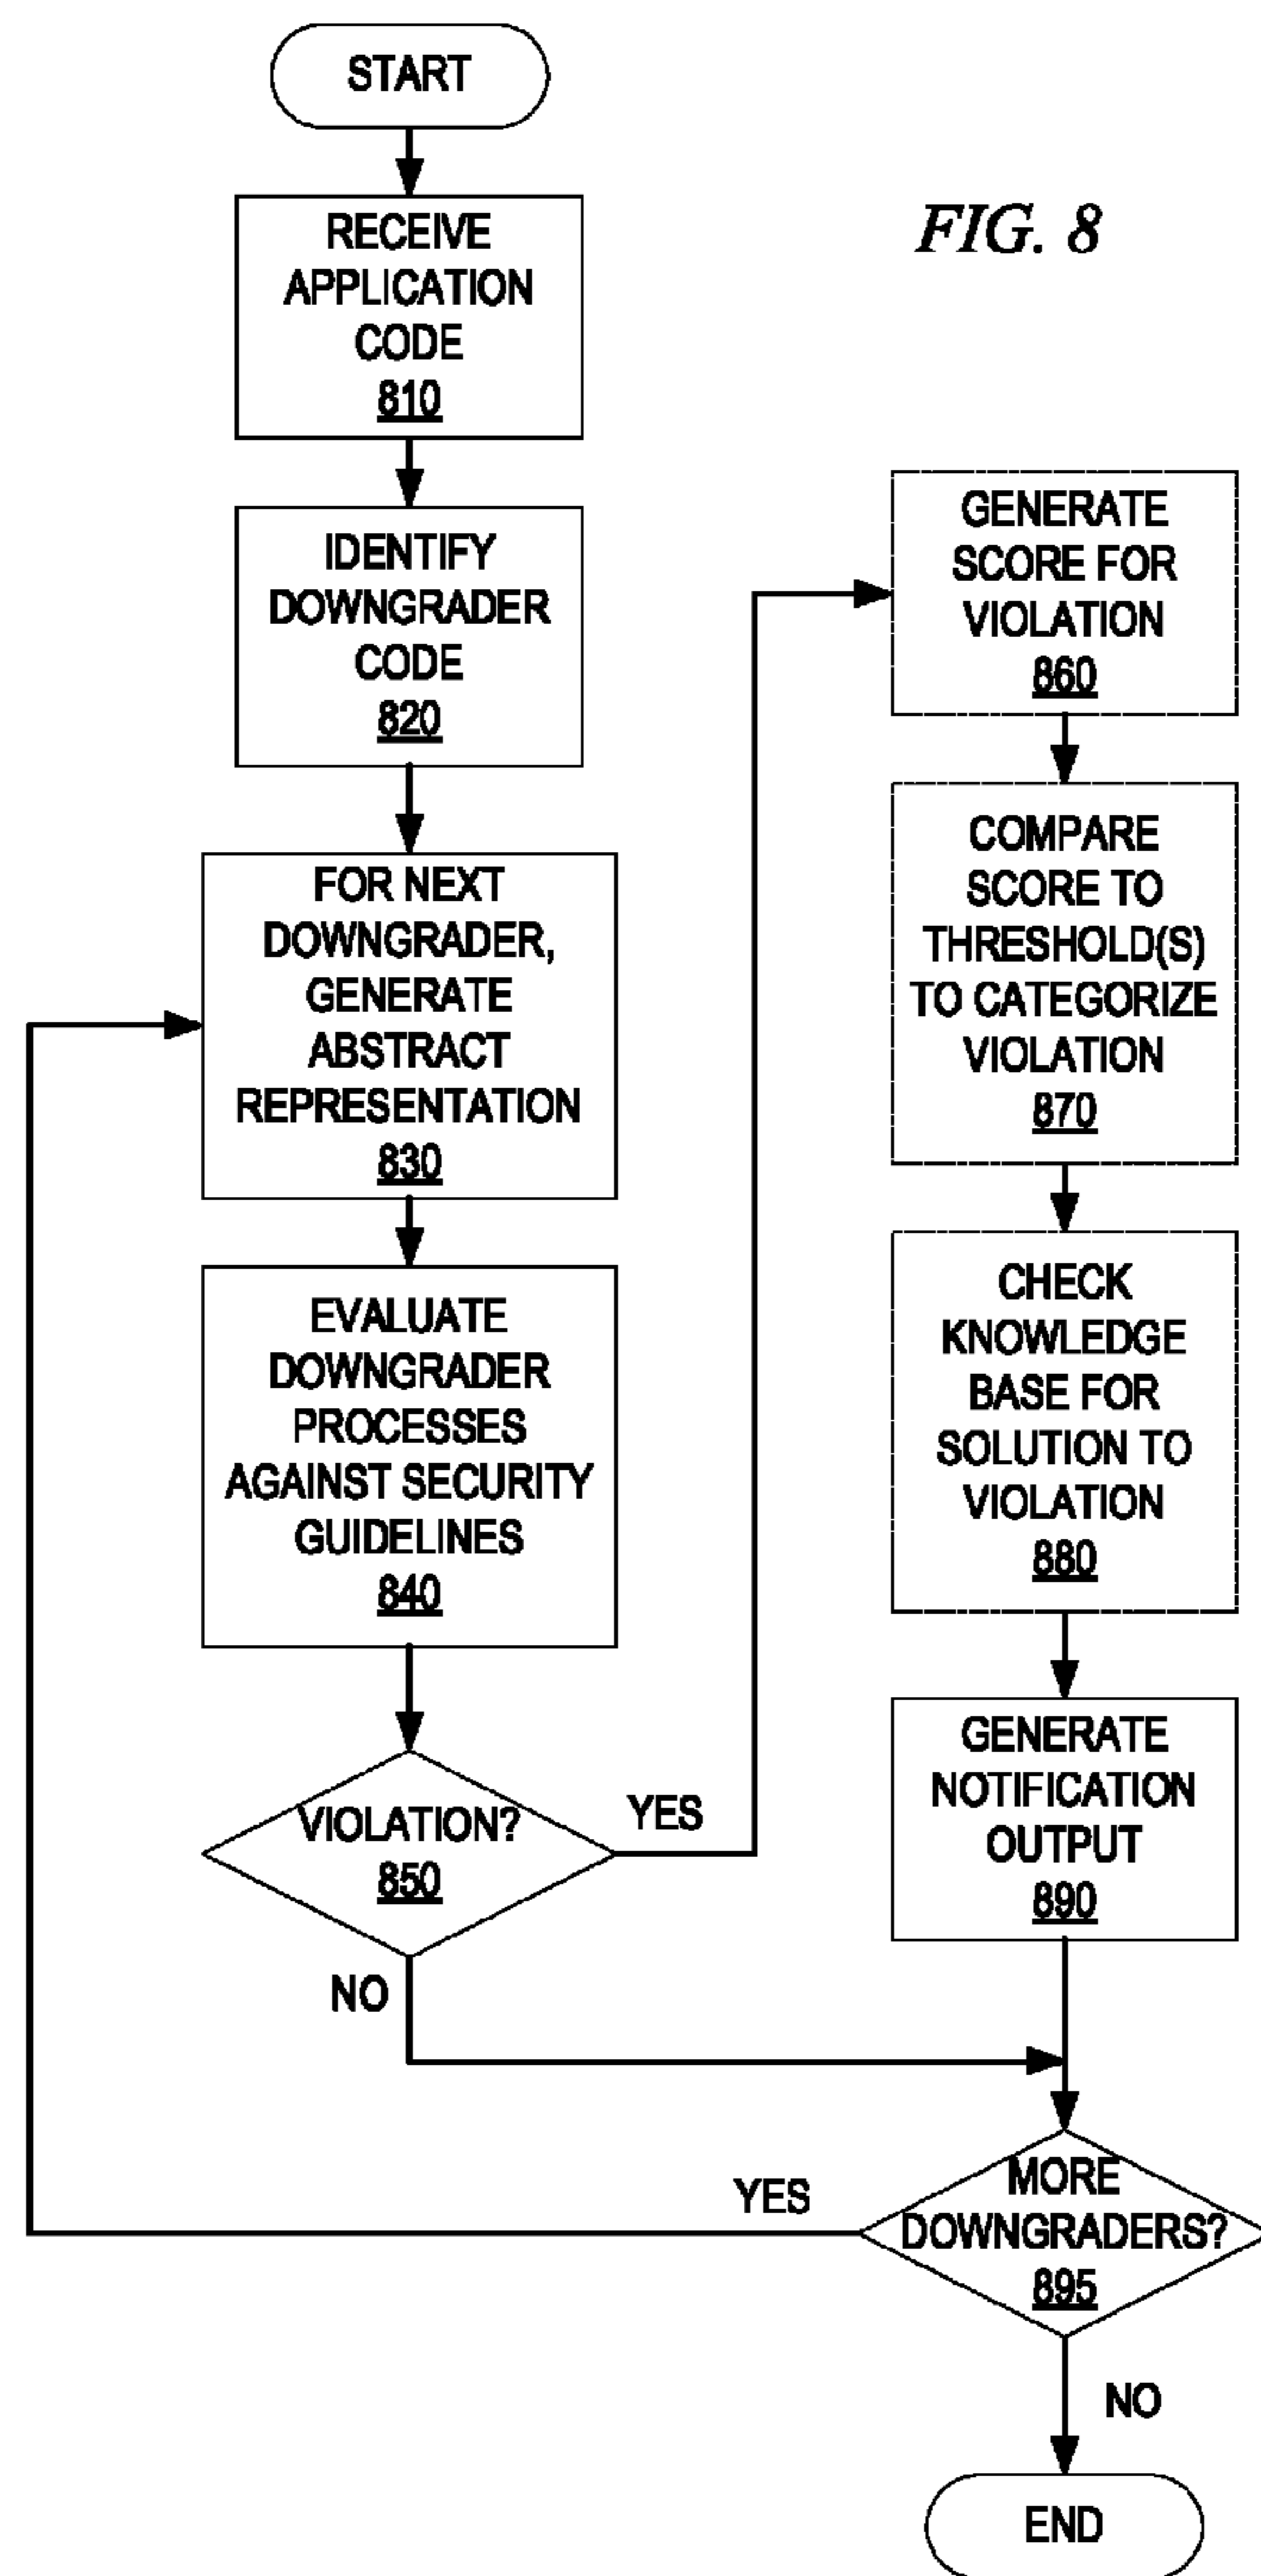 START
RECEIVE
APPLICATION
CODE
810
IDENTIFY
DOWNGRADER
CODE
820
FOR NEXT
DOWNGRADER,
GENERATE
ABSTRACT
REPRESENTATION
830
EVALUATE
DOWNGRADER
PROCESSES
AGAINST SECURITY
GUIDELINES
840
VIOLATION?
850
YES
NO
FIG. 8
GENERATE
SCORE FOR
VIOLATION
860
COMPARE
SCORE TO
THRESHOLD(S)
TO CATEGORIZE
VIOLATION
870
CHECK
KNOWLEDGE
BASE FOR
SOLUTION TO
VIOLATION
880
GENERATE
NOTIFICATION
OUTPUT
890
MORE
DOWNGRADERS?
895
YES
NO
END